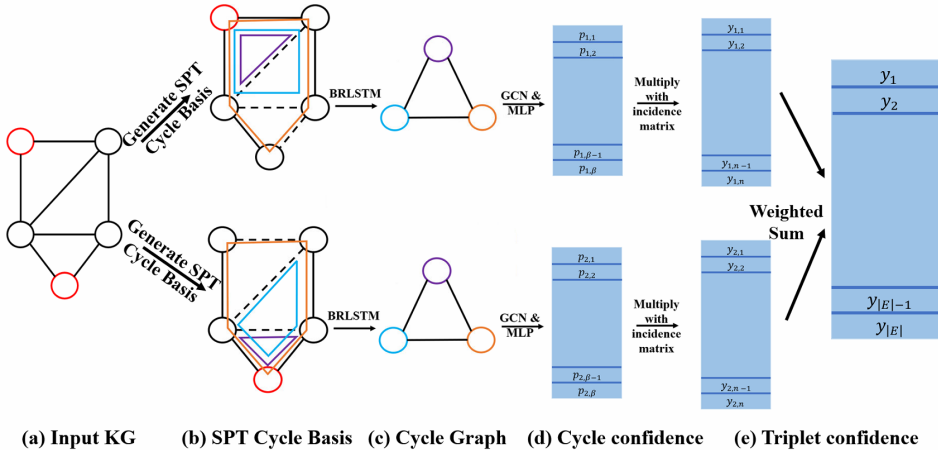 Generate SPT
Cycle Basis
BRLSTM
GCN &
MLP
p₁,₁
p₁,₂
p₁,β−1
p₁,β
Multiply
with
incidence
matrix
y₁,₁
y₁,₂
y₁,n−1
y₁,n
Generate SPT
Cycle Basis
BRLSTM
GCN &
MLP
p₂,₁
p₂,₂
p₂,β−1
p₂,β
Multiply
with
incidence
matrix
y₂,₁
y₂,₂
y₂,n−1
y₂,n
Weighted
Sum
y₁
y₂
y|E|−1
y|E|
(a) Input KG
(b) SPT Cycle Basis
(c) Cycle Graph
(d) Cycle confidence
(e) Triplet confidence